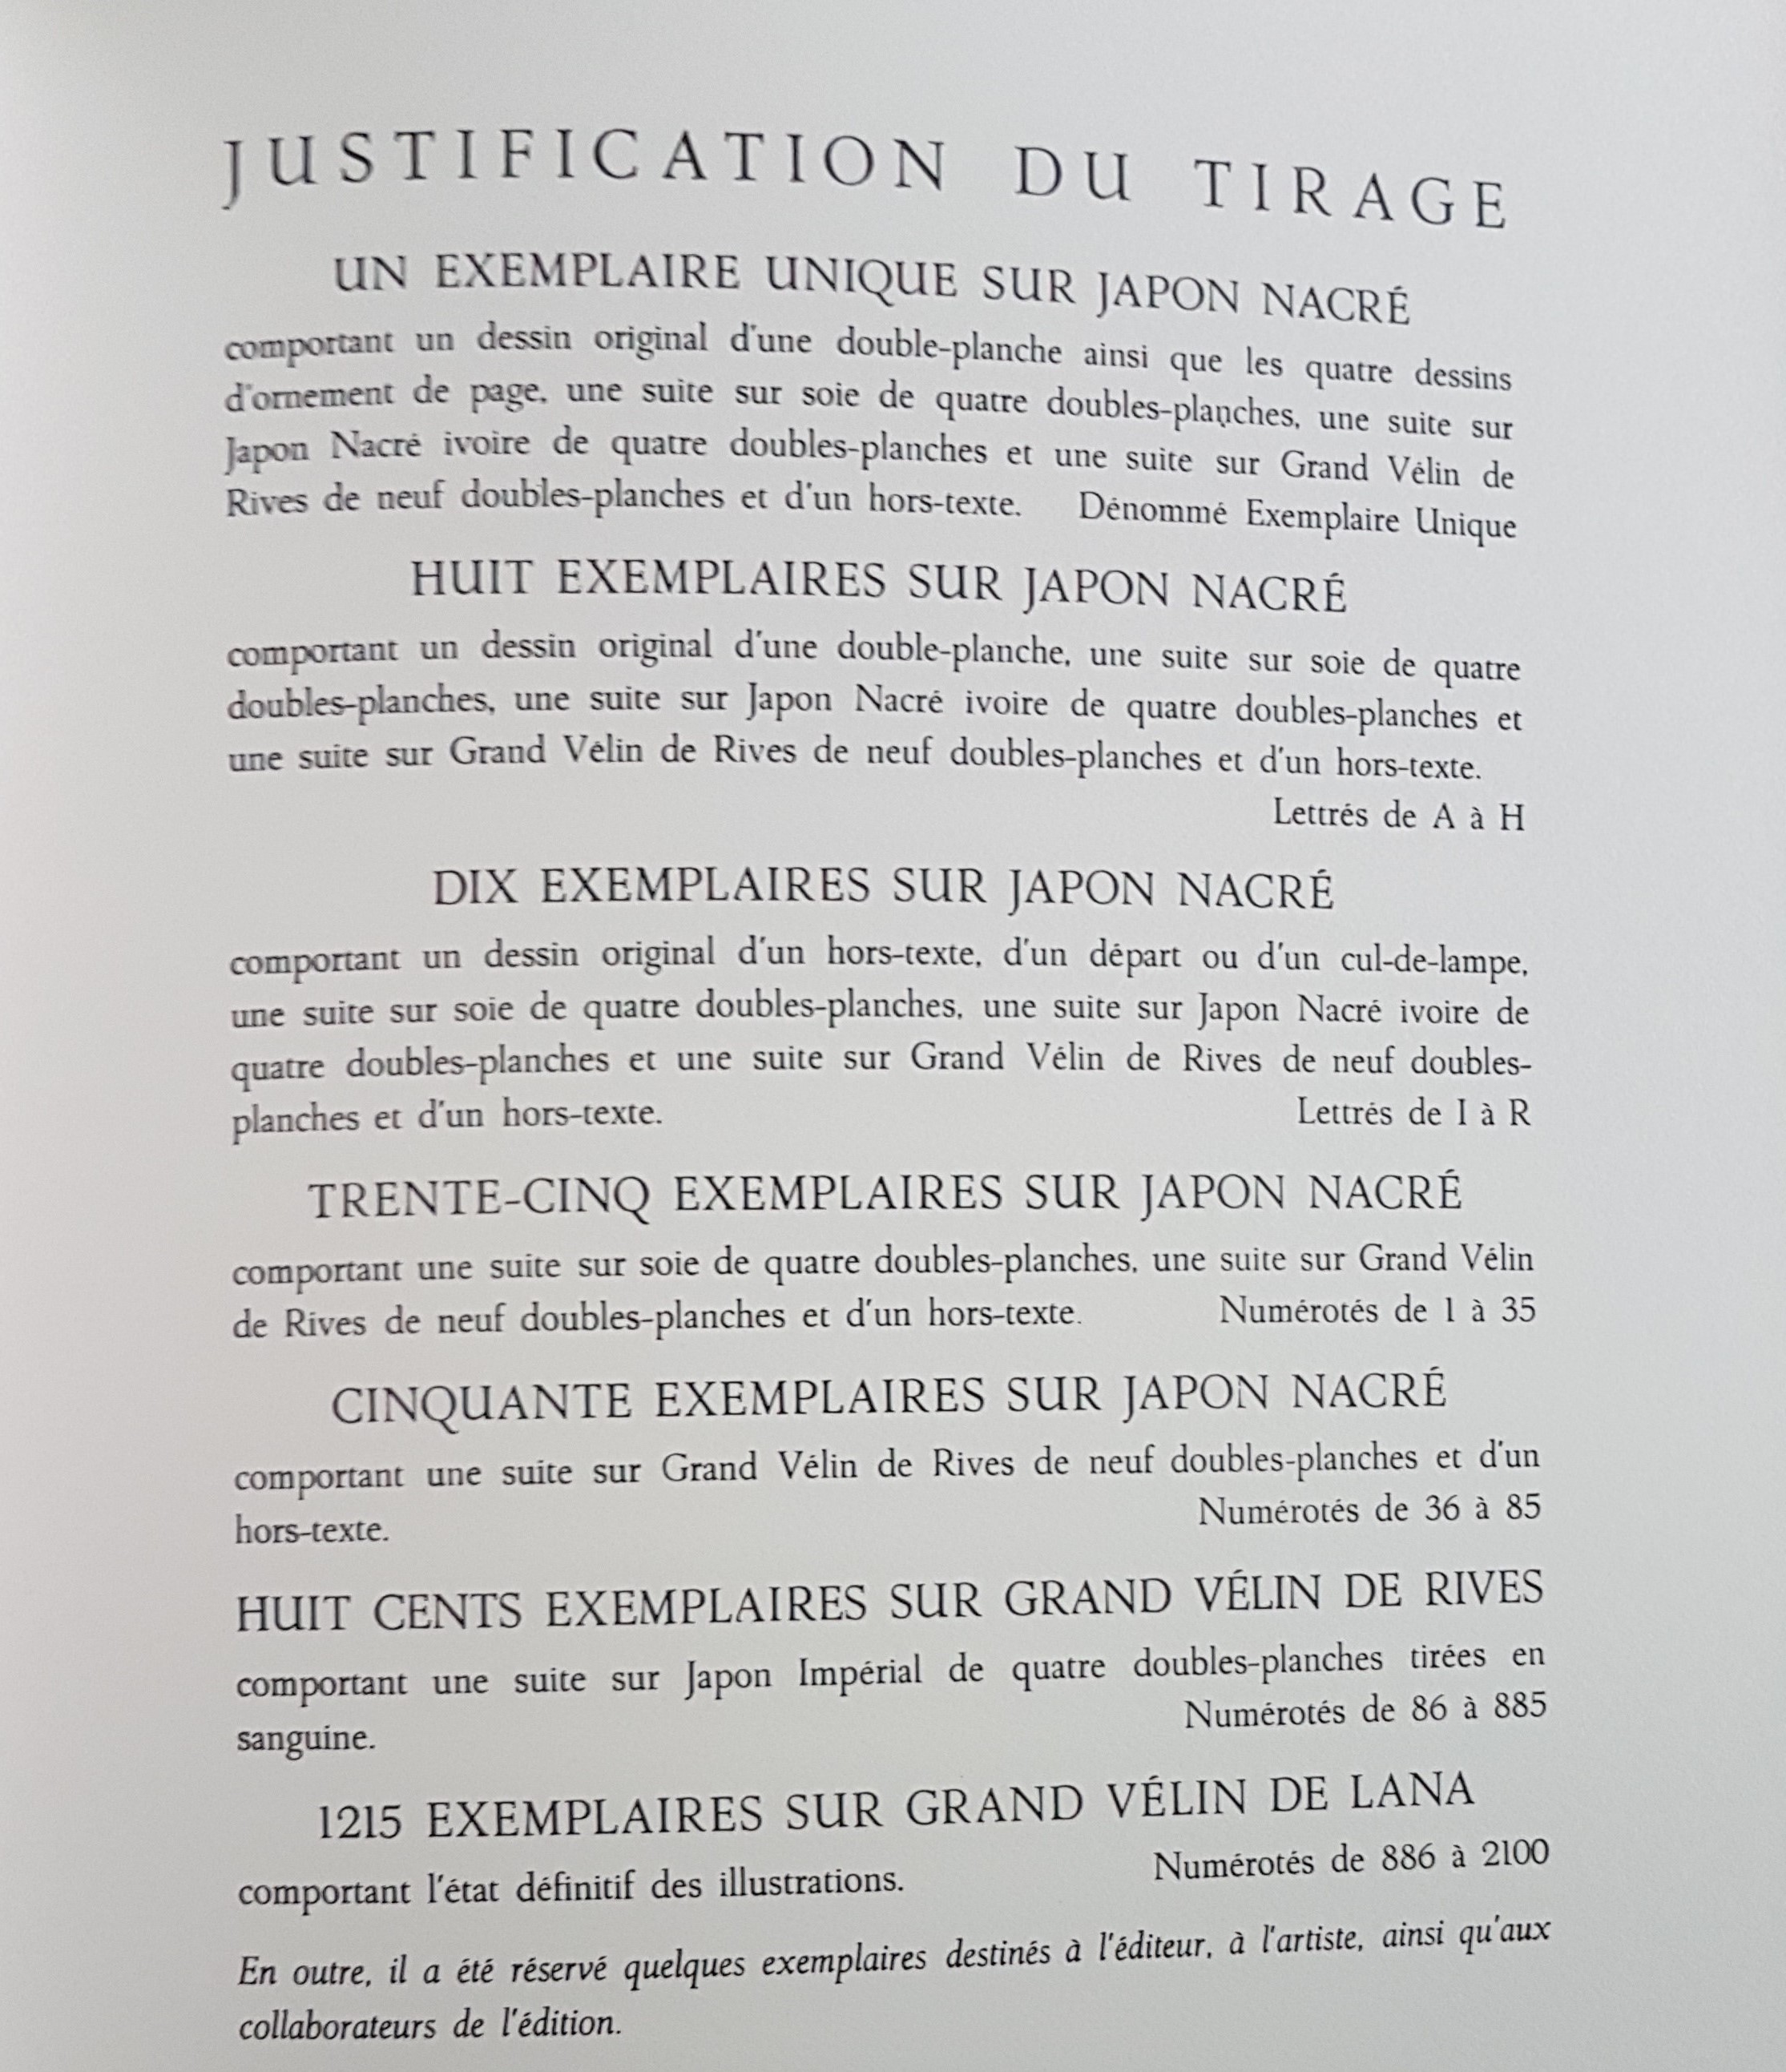 JUSTIFICATION DU TIRAGE
UN EXEMPLAIRE UNIQUE SUR JAPON NACRÉ
comportant un dessin original d'une double-planche ainsi que les quatre dessins
d'ornement de page, une suite sur soie de quatre doubles-planches, une suite sur
Japon Nacré ivoire de quatre doubles-planches et une suite sur Grand Vélin de
Rives de neuf doubles-planches et d'un hors-texte. Dénommé Exemplaire Unique
HUIT EXEMPLAIRES SUR JAPON NACRÉ
comportant un dessin original d'une double-planche, une suite sur soie de quatre
doubles-planches, une suite sur Japon Nacré ivoire de quatre doubles-planches et
une suite sur Grand Vélin de Rives de neuf doubles-planches et d'un hors-texte.
Lettrés de A à H
DIX EXEMPLAIRES SUR JAPON NACRÉ
comportant un dessin original d'un hors-texte, d'un départ ou d'un cul-de-lampe,
une suite sur soie de quatre doubles-planches, une suite sur Japon Nacré ivoire de
quatre doubles-planches et une suite sur Grand Vélin de Rives de neuf doubles-
planches et d'un hors-texte. Lettrés de I à R
TRENTE-CINQ EXEMPLAIRES SUR JAPON NACRÉ
comportant une suite sur soie de quatre doubles-planches, une suite sur Grand Vélin
de Rives de neuf doubles-planches et d'un hors-texte. Numérotés de 1 à 35
CINQUANTE EXEMPLAIRES SUR JAPON NACRÉ
comportant une suite sur Grand Vélin de Rives de neuf doubles-planches et d'un
hors-texte. Numérotés de 36 à 85
HUIT CENTS EXEMPLAIRES SUR GRAND VÉLIN DE RIVES
comportant une suite sur Japon Impérial de quatre doubles-planches tirées en
sanguine. Numérotés de 86 à 885
1215 EXEMPLAIRES SUR GRAND VÉLIN DE LANA
comportant l'état définitif des illustrations. Numérotés de 886 à 2100
En outre, il a été réservé quelques exemplaires destinés à l'éditeur, à l'artiste, ainsi qu'aux
collaborateurs de l'édition.